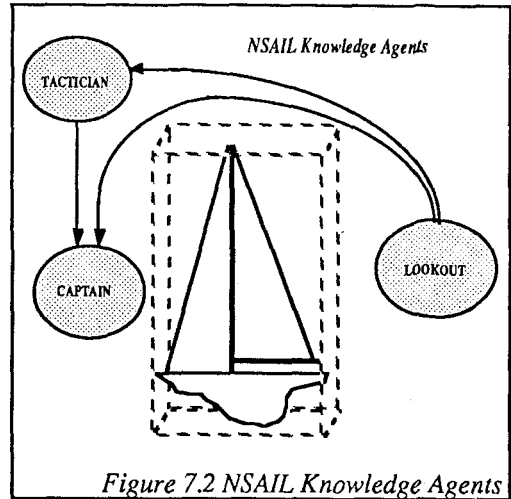 NSAIL Knowledge Agents
TACTICIAN
LOOKOUT
CAPTAIN
Figure 7.2 NSAIL Knowledge Agents